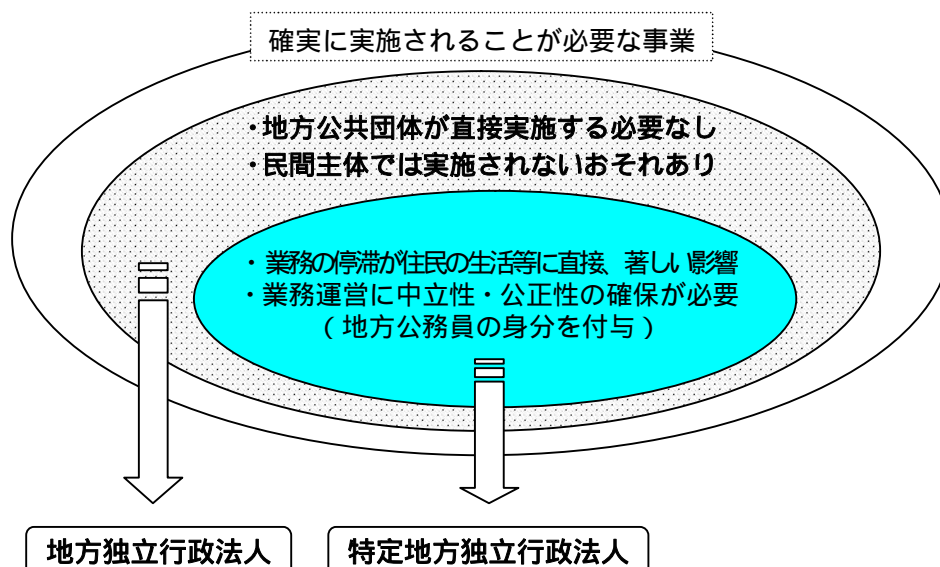 確実に実施されることが必要な事業
・地方公共団体が直接実施する必要なし
・民間主体では実施されないおそれあり
・業務の停滞が住民の生活等に直接、著しい影響
・業務運営に中立性・公正性の確保が必要
（地方公務員の身分を付与）
地方独立行政法人
特定地方独立行政法人